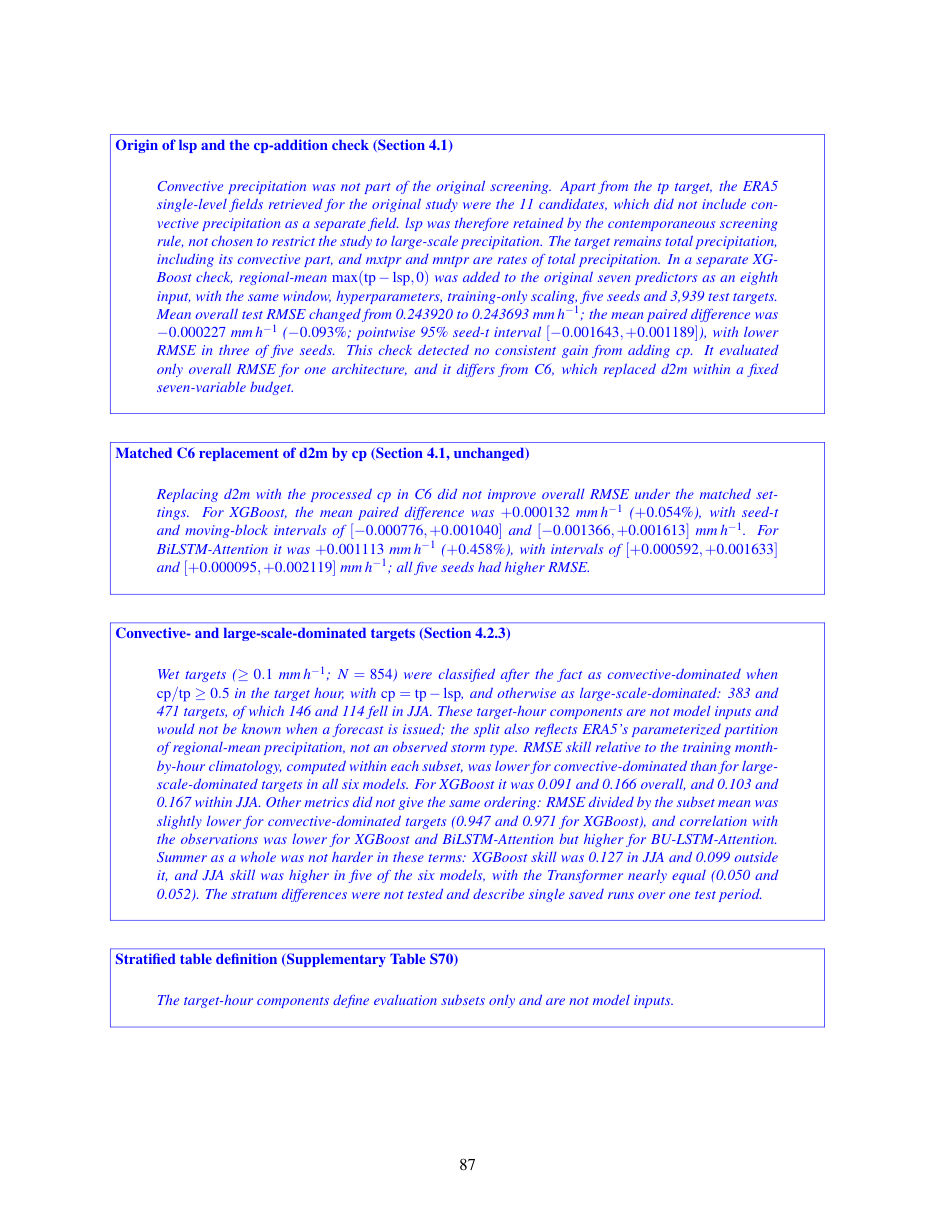 Origin of lsp and the cp-addition check (Section 4.1)
Convective precipitation was not part of the original screening. Apart from the tp target, the ERA5
single-level fields retrieved for the original study were the 11 candidates, which did not include con-
vective precipitation as a separate field. lsp was therefore retained by the contemporaneous screening
rule, not chosen to restrict the study to large-scale precipitation. The target remains total precipitation,
including its convective part, and mxtpr and mntpr are rates of total precipitation. In a separate XG-
Boost check, regional-mean max(tp − lsp, 0) was added to the original seven predictors as an eighth
input, with the same window, hyperparameters, training-only scaling, five seeds and 3,939 test targets.
Mean overall test RMSE changed from 0.243920 to 0.243693 mm h⁻¹; the mean paired difference was
−0.000227 mm h⁻¹ (−0.093%; pointwise 95% seed-t interval [−0.001643, +0.001189]), with lower
RMSE in three of five seeds. This check detected no consistent gain from adding cp. It evaluated
only overall RMSE for one architecture, and it differs from C6, which replaced d2m within a fixed
seven-variable budget.
Matched C6 replacement of d2m by cp (Section 4.1, unchanged)
Replacing d2m with the processed cp in C6 did not improve overall RMSE under the matched set-
tings. For XGBoost, the mean paired difference was +0.000132 mm h⁻¹ (+0.054%), with seed-t
and moving-block intervals of [−0.000776, +0.001040] and [−0.001366, +0.001613] mm h⁻¹. For
BiLSTM-Attention it was +0.001113 mm h⁻¹ (+0.458%), with intervals of [+0.000592, +0.001633]
and [+0.000095, +0.002119] mm h⁻¹; all five seeds had higher RMSE.
Convective- and large-scale-dominated targets (Section 4.2.3)
Wet targets (≥ 0.1 mm h⁻¹; N = 854) were classified after the fact as convective-dominated when
cp/tp ≥ 0.5 in the target hour, with cp = tp − lsp, and otherwise as large-scale-dominated: 383 and
471 targets, of which 146 and 114 fell in JJA. These target-hour components are not model inputs and
would not be known when a forecast is issued; the split also reflects ERA5's parameterized partition
of regional-mean precipitation, not an observed storm type. RMSE skill relative to the training month-
by-hour climatology, computed within each subset, was lower for convective-dominated than for large-
scale-dominated targets in all six models. For XGBoost it was 0.091 and 0.166 overall, and 0.103 and
0.167 within JJA. Other metrics did not give the same ordering: RMSE divided by the subset mean was
slightly lower for convective-dominated targets (0.947 and 0.971 for XGBoost), and correlation with
the observations was lower for XGBoost and BiLSTM-Attention but higher for BU-LSTM-Attention.
Summer as a whole was not harder in these terms: XGBoost skill was 0.127 in JJA and 0.099 outside
it, and JJA skill was higher in five of the six models, with the Transformer nearly equal (0.050 and
0.052). The stratum differences were not tested and describe single saved runs over one test period.
Stratified table definition (Supplementary Table S70)
The target-hour components define evaluation subsets only and are not model inputs.
87